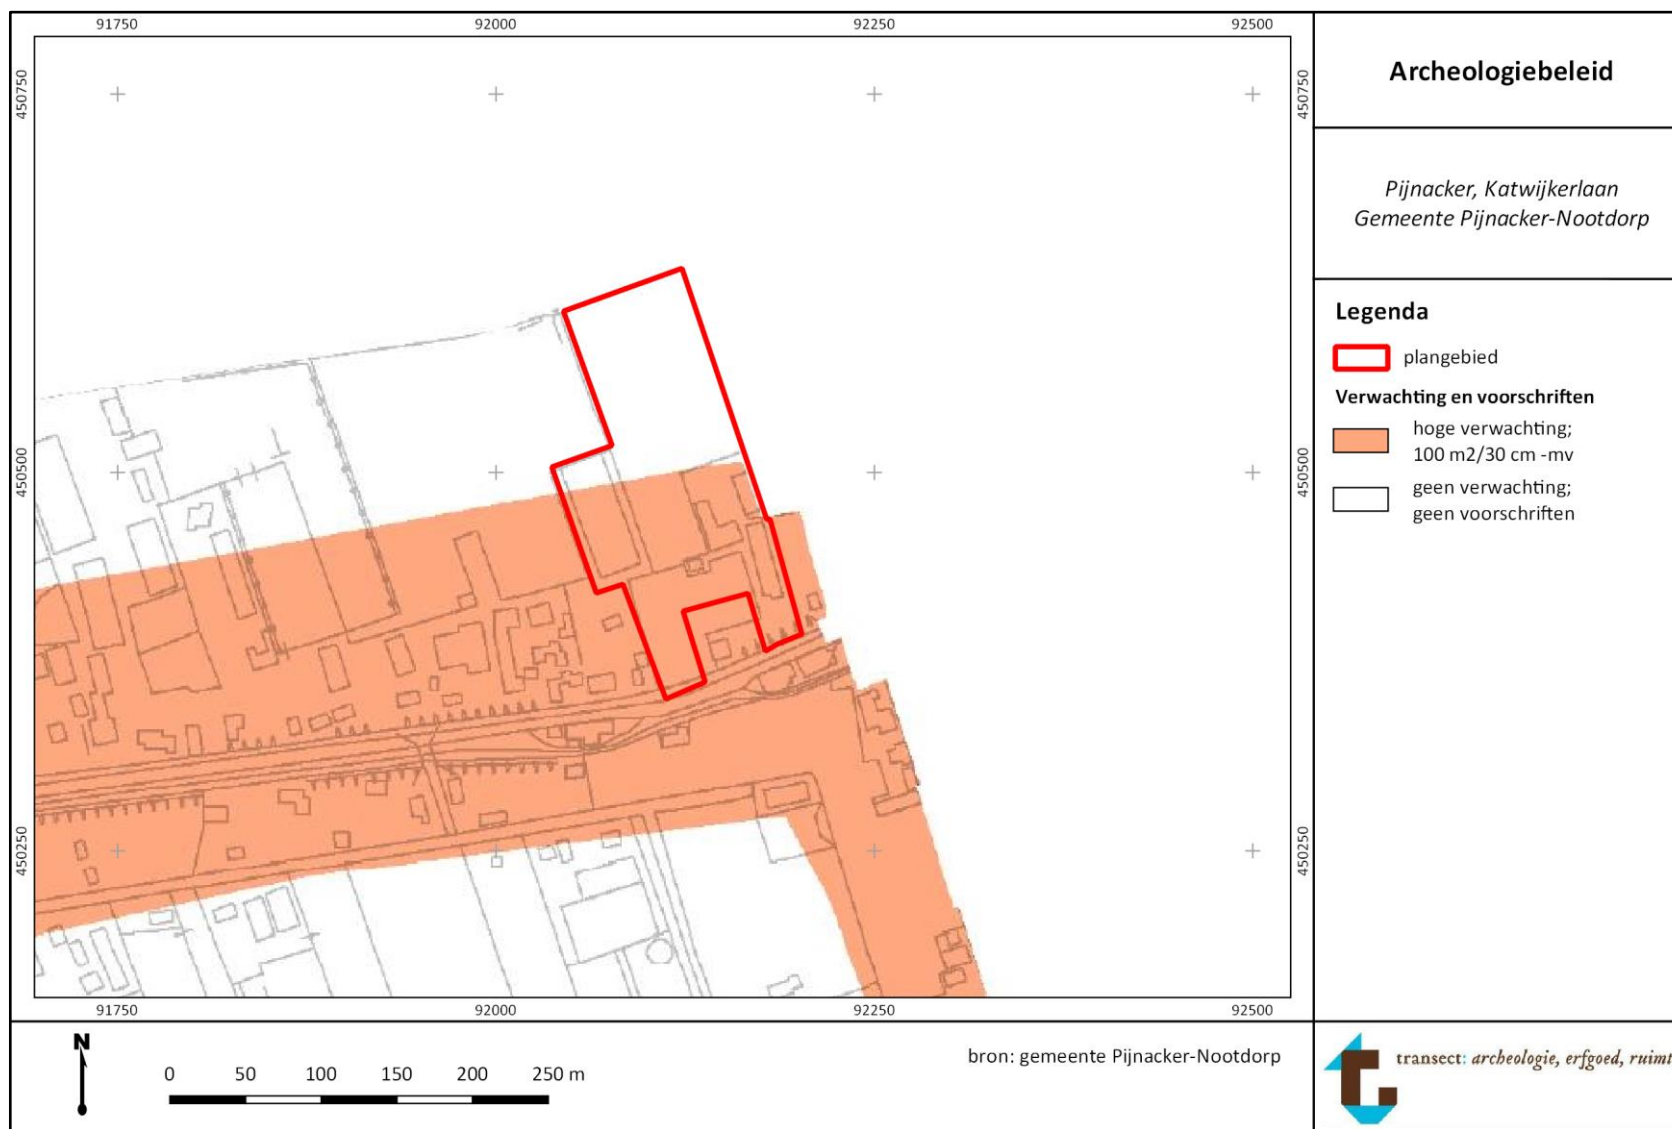 91750 92000 92250 92500
450750 450750
450500 450500
450250 450250
91750 92000 92250 92500
Archeologiebeleid
Pijnacker, Katwijkerlaan
Gemeente Pijnacker-Nootdorp
Legenda
plangebied
Verwachting en voorschriften
hoge verwachting;
100 m2/30 cm -mv
geen verwachting;
geen voorschriften
N
0 50 100 150 200 250 m
bron: gemeente Pijnacker-Nootdorp
transect: archeologie, erfgoed, ruimt